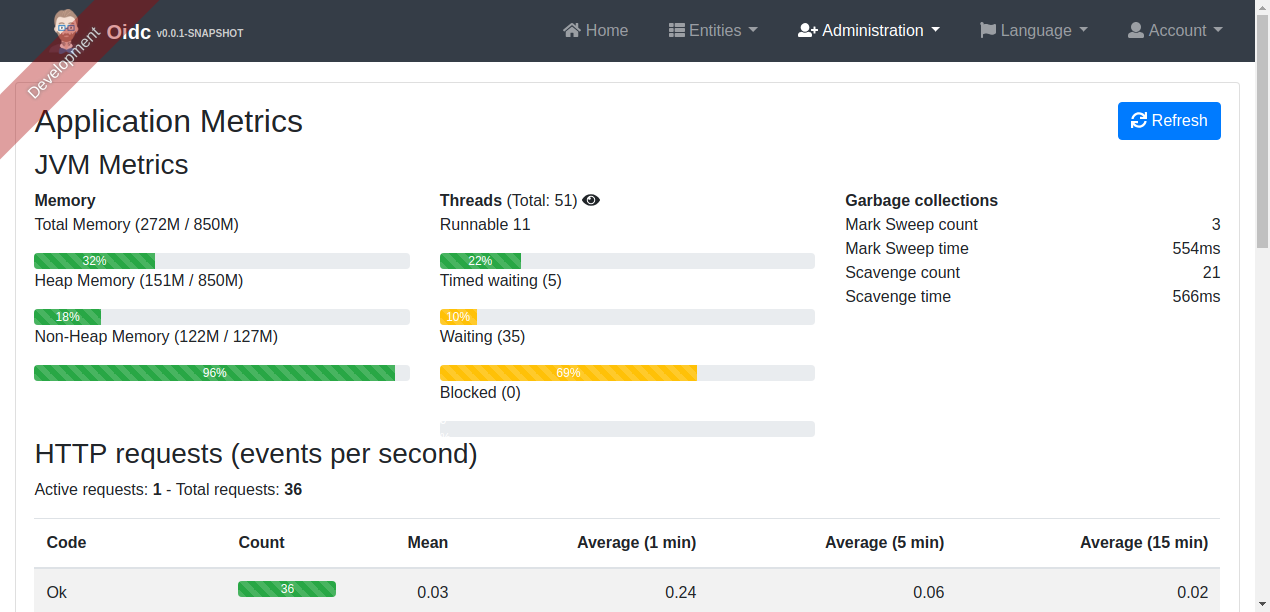 Development
Oidc v0.0.1-SNAPSHOT Home Entities Administration Language Account
Application Metrics Refresh
JVM Metrics
Memory
Total Memory (272M / 850M)
32%
Heap Memory (151M / 850M)
18%
Non-Heap Memory (122M / 127M)
96%
Threads (Total: 51)
Runnable 11
22%
Timed waiting (5)
10%
Waiting (35)
69%
Blocked (0)
Garbage collections
Mark Sweep count 3
Mark Sweep time 554ms
Scavenge count 21
Scavenge time 566ms
HTTP requests (events per second)
Active requests: 1 - Total requests: 36
Code Count Mean Average (1 min) Average (5 min) Average (15 min)
Ok 36 0.03 0.24 0.06 0.02